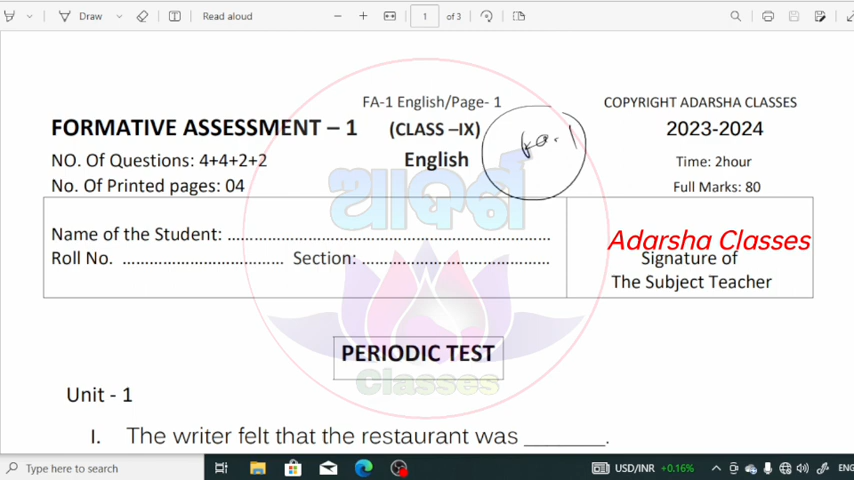 Draw
Read aloud
1 of 3
FA-1 English/Page- 1
COPYRIGHT ADARSHA CLASSES
FORMATIVE ASSESSMENT – 1 (CLASS –IX)
2023-2024
NO. Of Questions: 4+4+2+2
English
Time: 2hour
No. Of Printed pages: 04
Full Marks: 80
ଆଦର୍ଶ
Name of the Student: ................................................................
Adarsha Classes
Roll No. ................................ Section: .....................................
Signature of
The Subject Teacher
PERIODIC TEST
Classes
Unit - 1
I. The writer felt that the restaurant was _______.
Type here to search
USD/INR +0.16%
ENG